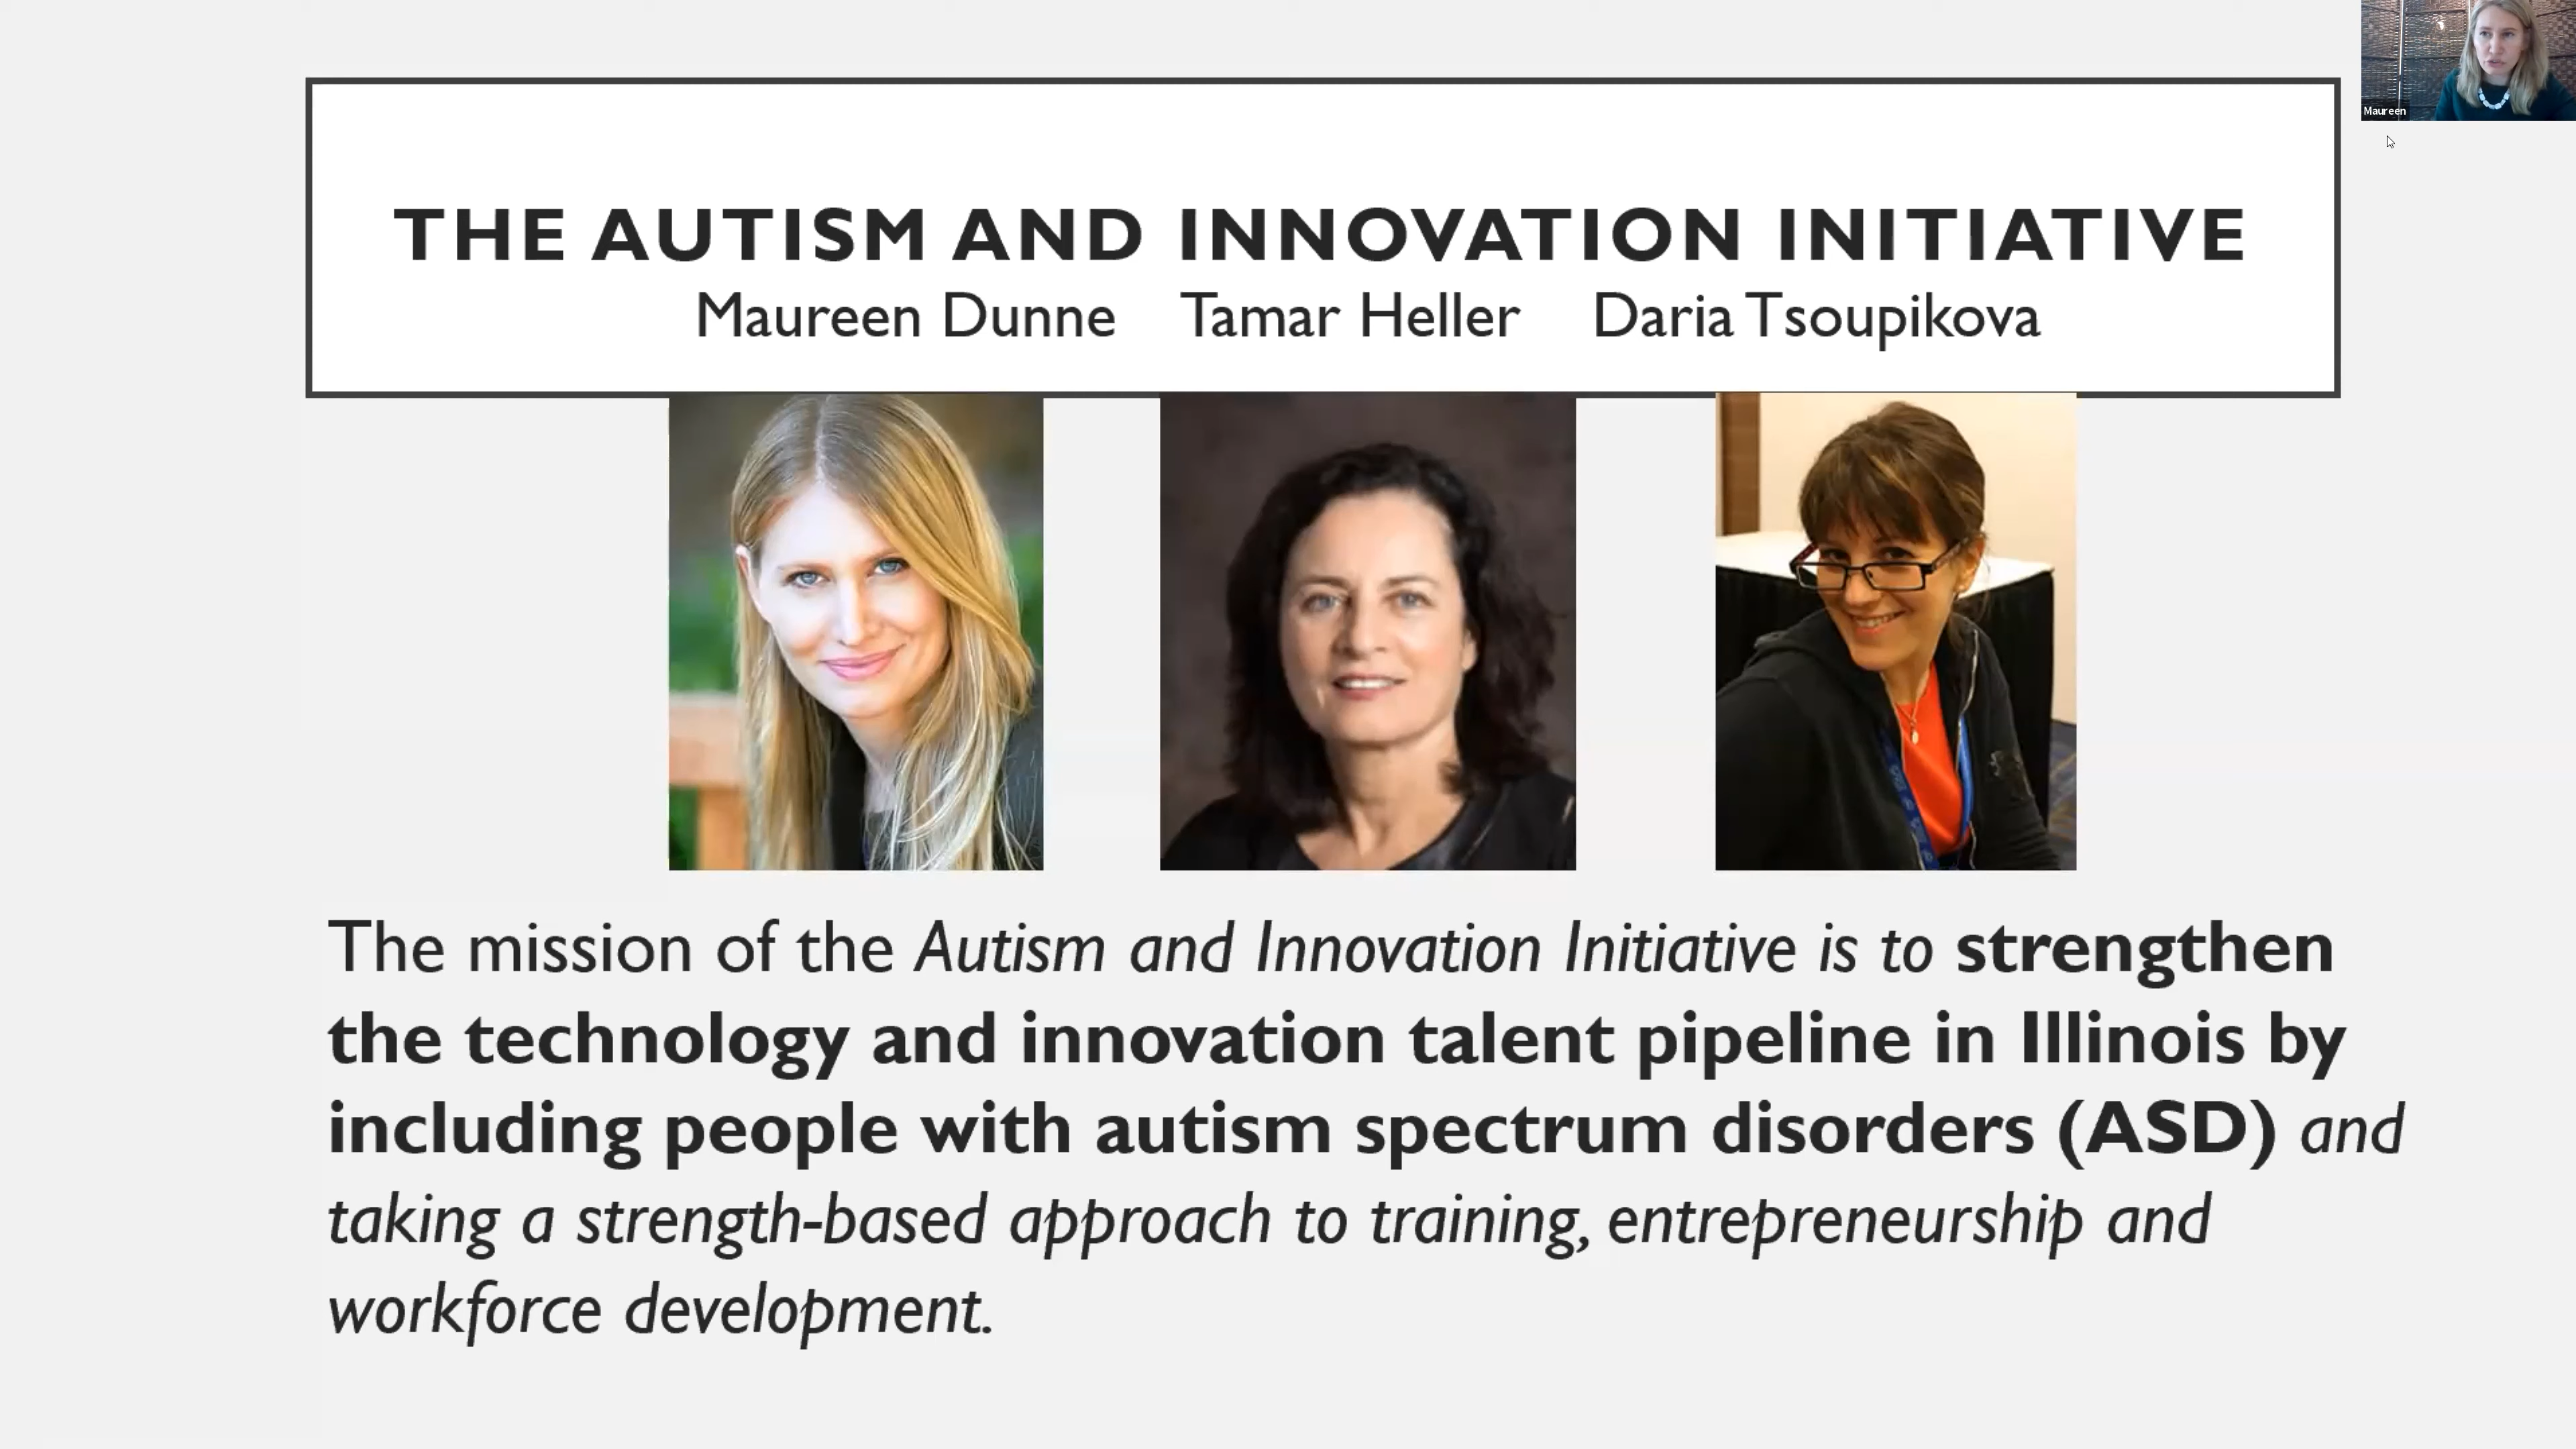 Maureen
THE AUTISM AND INNOVATION INITIATIVE
Maureen Dunne Tamar Heller Daria Tsoupikova
The mission of the Autism and Innovation Initiative is to strengthen
the technology and innovation talent pipeline in Illinois by
including people with autism spectrum disorders (ASD) and
taking a strength-based approach to training, entrepreneurship and
workforce development.